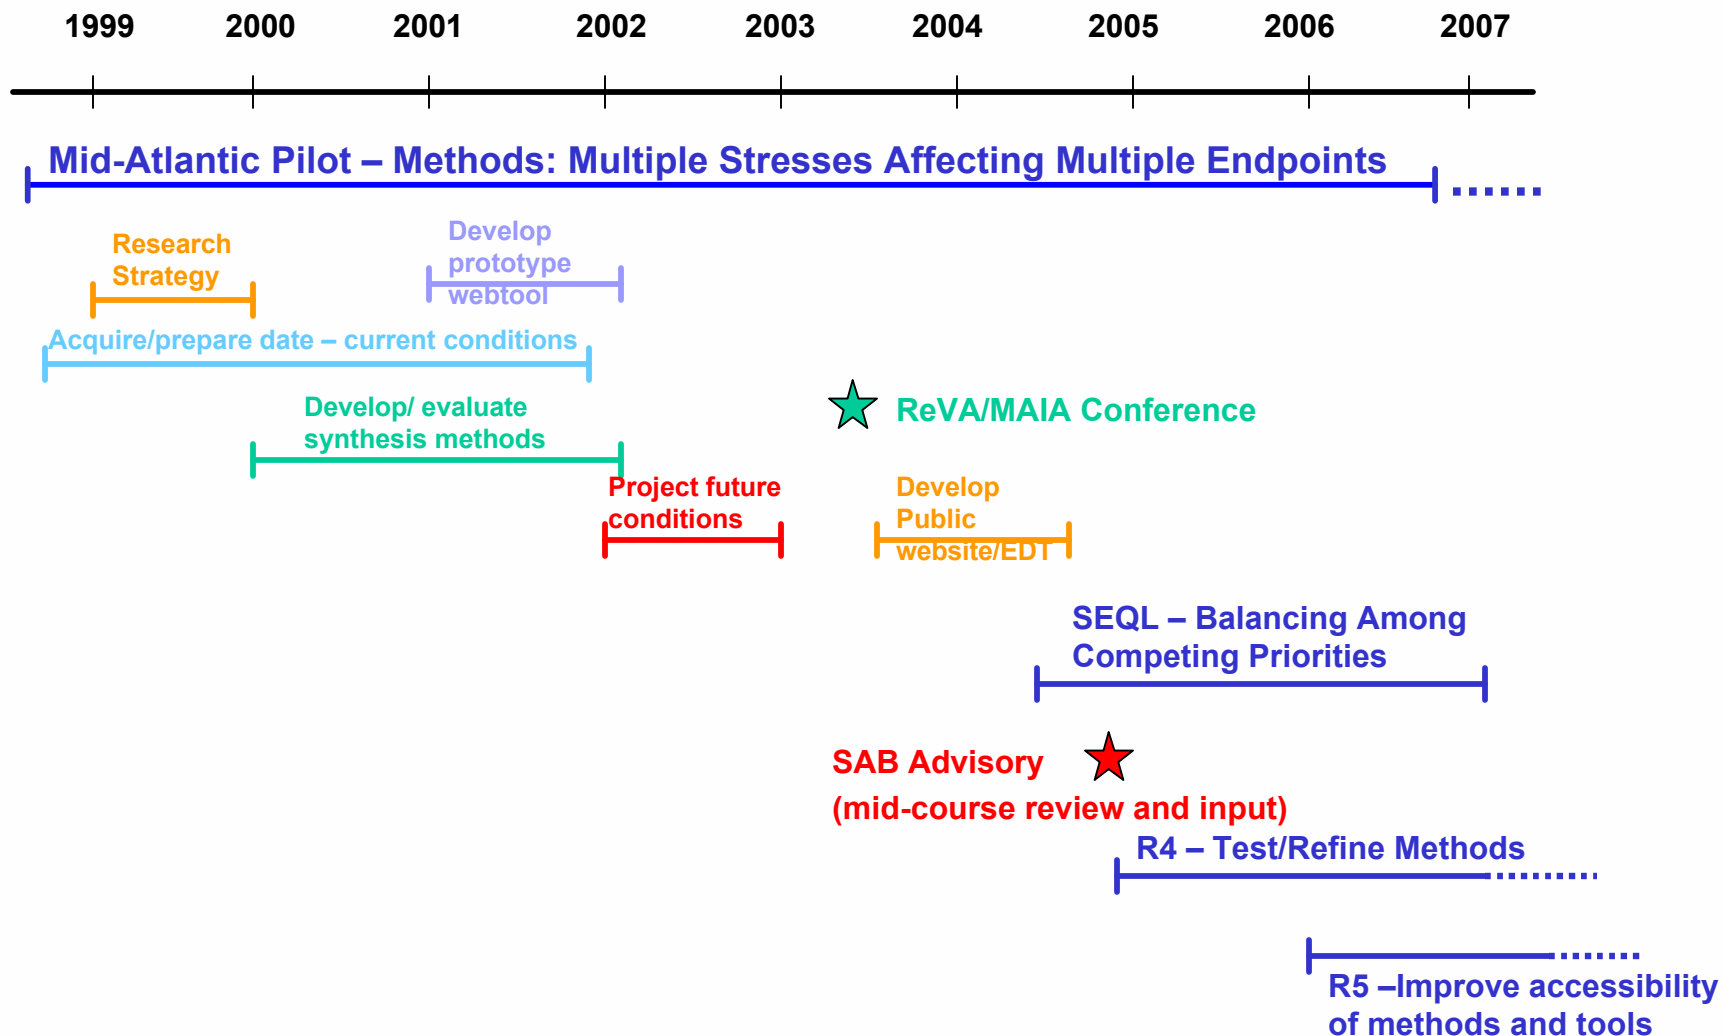 1999 2000 2001 2002 2003 2004 2005 2006 2007
Mid-Atlantic Pilot – Methods: Multiple Stresses Affecting Multiple Endpoints
Research
Strategy
Develop
prototype
webtool
Acquire/prepare date – current conditions
Develop/ evaluate
synthesis methods
ReVA/MAIA Conference
Project future
conditions
Develop
Public
website/EDT
SEQL – Balancing Among
Competing Priorities
SAB Advisory
(mid-course review and input)
R4 – Test/Refine Methods
R5 –Improve accessibility
of methods and tools